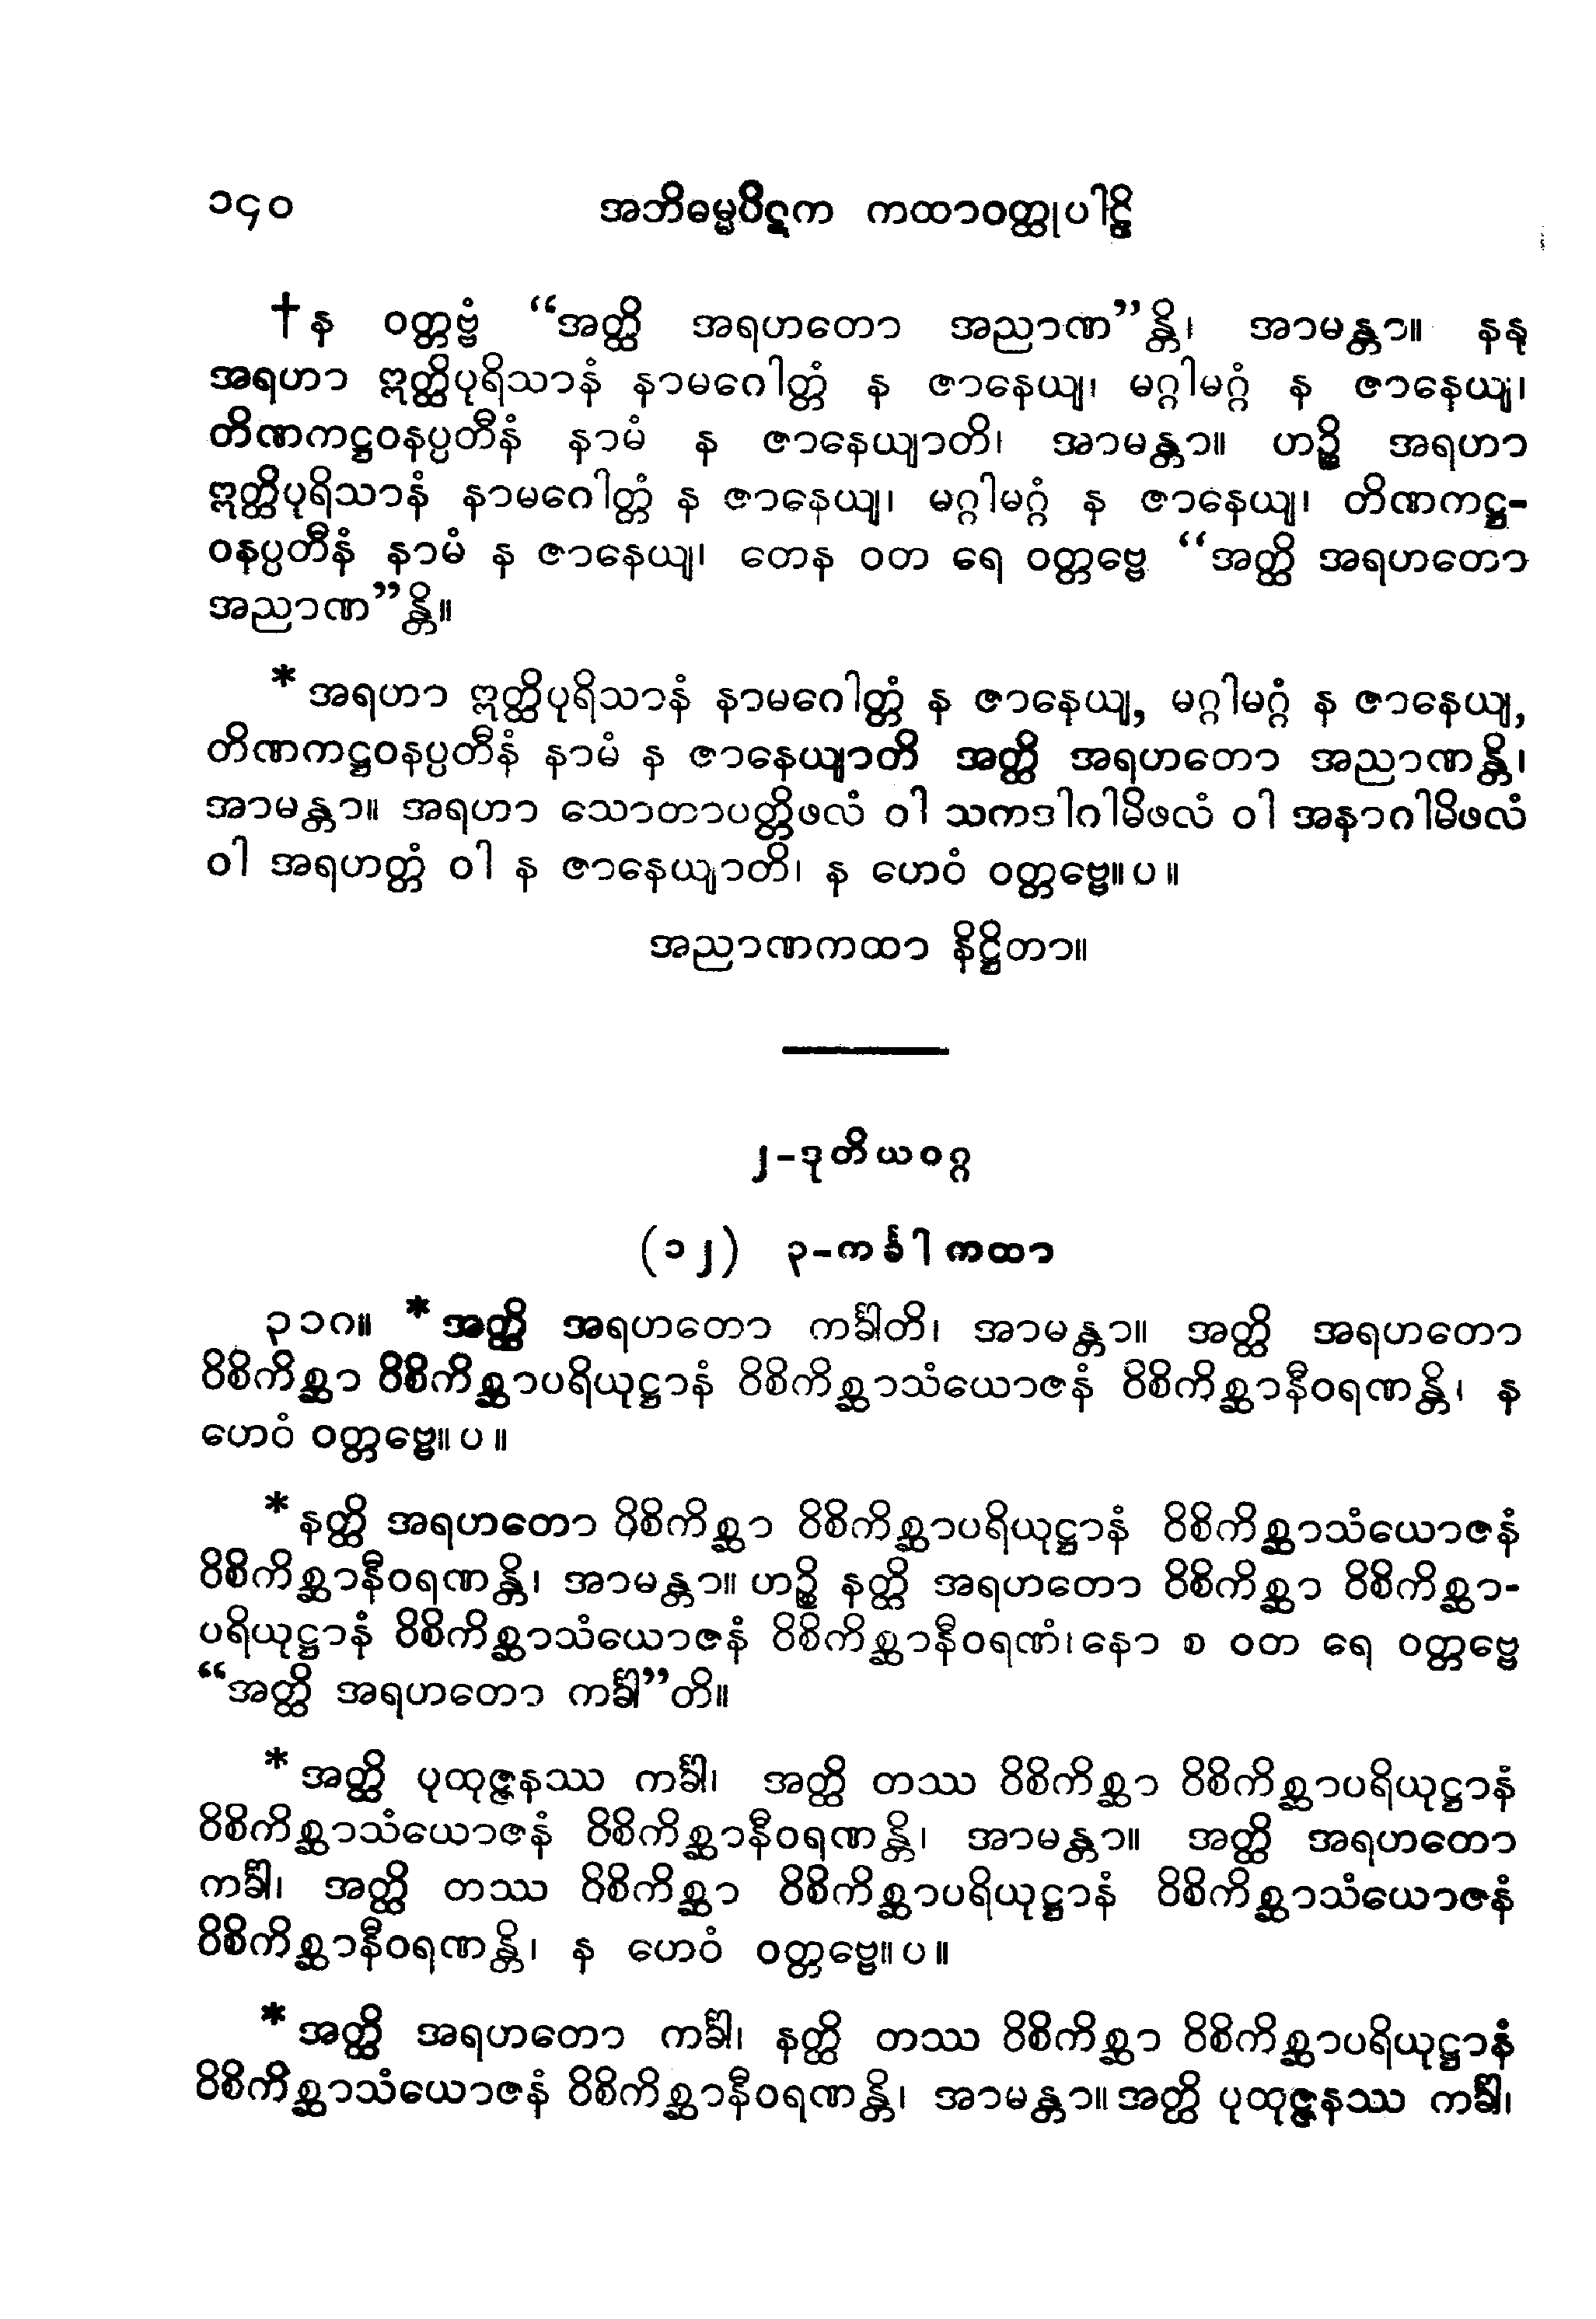 ၁၄၀ အဘိဓမ္မပိဋက ကထာဝတ္ထုပါဠိ
†န ဝတ္တဗ္ဗံ “အတ္ထိ အရဟတော အညာဏ”န္တိ၊ အာမန္တာ။ နနု
အရဟာ ဣတ္ထိပုရိသာနံ နာမဂေါတ္တံ န ဇာနေယျ၊ မဂ္ဂါမဂ္ဂံ န ဇာနေယျ၊
တိဏကဋ္ဌဝနပ္ပတီနံ နာမံ န ဇာနေယျာတိ၊ အာမန္တာ။ ဟဉ္စိ အရဟာ
ဣတ္ထိပုရိသာနံ နာမဂေါတ္တံ န ဇာနေယျ၊ မဂ္ဂါမဂ္ဂံ န ဇာနေယျ၊ တိဏကဋ္ဌ-
ဝနပ္ပတီနံ နာမံ န ဇာနေယျ၊ တေန ဝတ ရေ ဝတ္တဗ္ဗေ “အတ္ထိ အရဟတော
အညာဏ”န္တိ။
*အရဟာ ဣတ္ထိပုရိသာနံ နာမဂေါတ္တံ န ဇာနေယျ, မဂ္ဂါမဂ္ဂံ န ဇာနေယျ,
တိဏကဋ္ဌဝနပ္ပတီနံ နာမံ န ဇာနေယျာတိ အတ္ထိ အရဟတော အညာဏန္တိ၊
အာမန္တာ။ အရဟာ သောတာပတ္တိဖလံ ဝါ သကဒါဂါမိဖလံ ဝါ အနာဂါမိဖလံ
ဝါ အရဟတ္တံ ဝါ န ဇာနေယျာတိ၊ န ဟေဝံ ဝတ္တဗ္ဗေ။ပ။
အညာဏကထာ နိဋ္ဌိတာ။
၂-ဒုတိယဝဂ္ဂ
(၁၂) ၃-ကင်္ခါကထာ
၃၁၈။ *အတ္ထိ အရဟတော ကင်္ခါတိ၊ အာမန္တာ။ အတ္ထိ အရဟတော
ဝိစိကိစ္ဆာ ဝိစိကိစ္ဆာပရိယုဋ္ဌာနံ ဝိစိကိစ္ဆာသံယောဇနံ ဝိစိကိစ္ဆာနီဝရဏန္တိ၊ န
ဟေဝံ ဝတ္တဗ္ဗေ။ပ။
*နတ္ထိ အရဟတော ဝိစိကိစ္ဆာ ဝိစိကိစ္ဆာပရိယုဋ္ဌာနံ ဝိစိကိစ္ဆာသံယောဇနံ
ဝိစိကိစ္ဆာနီဝရဏန္တိ၊ အာမန္တာ။ ဟဉ္စိ နတ္ထိ အရဟတော ဝိစိကိစ္ဆာ ဝိစိကိစ္ဆာ-
ပရိယုဋ္ဌာနံ ဝိစိကိစ္ဆာသံယောဇနံ ဝိစိကိစ္ဆာနီဝရဏံ၊နော စ ဝတ ရေ ဝတ္တဗ္ဗေ
“အတ္ထိ အရဟတော ကင်္ခါ”တိ။
*အတ္ထိ ပုထုဇ္ဇနဿ ကင်္ခါ၊ အတ္ထိ တဿ ဝိစိကိစ္ဆာ ဝိစိကိစ္ဆာပရိယုဋ္ဌာနံ
ဝိစိကိစ္ဆာသံယောဇနံ ဝိစိကိစ္ဆာနီဝရဏန္တိ၊ အာမန္တာ။ အတ္ထိ အရဟတော
ကင်္ခါ၊ အတ္ထိ တဿ ဝိစိကိစ္ဆာ ဝိစိကိစ္ဆာပရိယုဋ္ဌာနံ ဝိစိကိစ္ဆာသံယောဇနံ
ဝိစိကိစ္ဆာနီဝရဏန္တိ၊ န ဟေဝံ ဝတ္တဗ္ဗေ။ပ။
*အတ္ထိ အရဟတော ကင်္ခါ၊ နတ္ထိ တဿ ဝိစိကိစ္ဆာ ဝိစိကိစ္ဆာပရိယုဋ္ဌာနံ
ဝိစိကိစ္ဆာသံယောဇနံ ဝိစိကိစ္ဆာနီဝရဏန္တိ၊ အာမန္တာ။ အတ္ထိ ပုထုဇ္ဇနဿ ကင်္ခါ၊